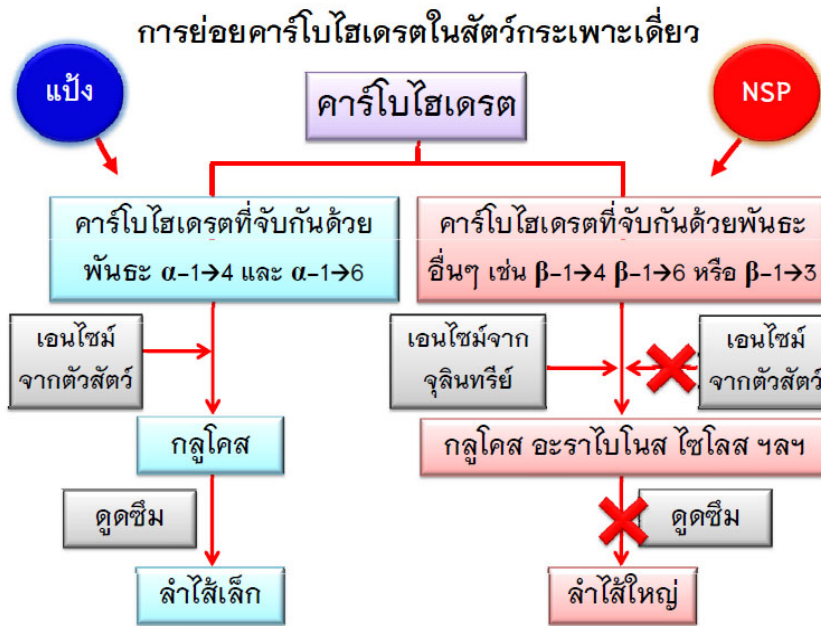 การย่อยคาร์โบไฮเดรตในสัตว์กระเพาะเดี่ยว
แป้ง
คาร์โบไฮเดรต
NSP
คาร์โบไฮเดรตที่จับกันด้วย
พันธะ α-1→4 และ α-1→6
คาร์โบไฮเดรตที่จับกันด้วยพันธะ
อื่นๆ เช่น β-1→4 β-1→6 หรือ β-1→3
เอนไซม์
จากตัวสัตว์
เอนไซม์จาก
จุลินทรีย์
เอนไซม์
จากตัวสัตว์
กลูโคส
กลูโคส อะราไบโนส ไซโลส ฯลฯ
ดูดซึม
ดูดซึม
ลำไส้เล็ก
ลำไส้ใหญ่